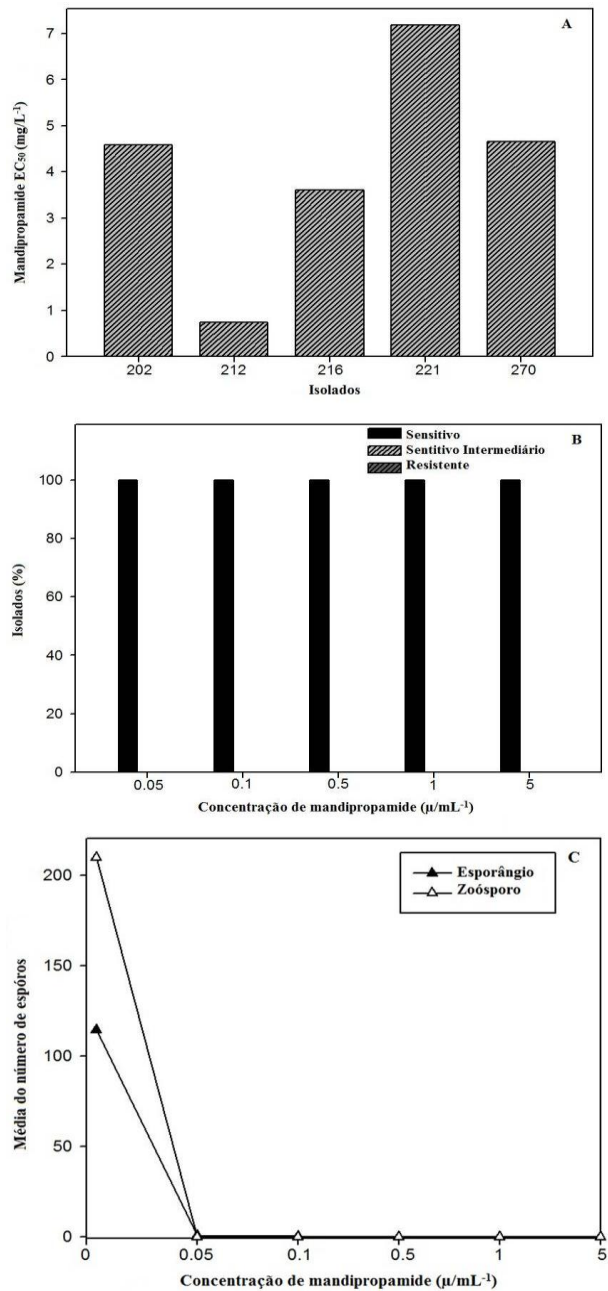 A
Mandipropamide EC₅₀ (mg/L⁻¹)
7
6
5
4
3
2
1
0
202 212 216 221 270
Isolados
B
Sensitivo
Sentitivo Intermediário
Resistente
Isolados (%)
100
80
60
40
20
0
0.05 0.1 0.5 1 5
Concentração de mandipropamide (µ/mL⁻¹)
C
Esporângio
Zoósporo
Média do número de espóros
200
150
100
50
0
0 0.05 0.1 0.5 1 5
Concentração de mandipropamide (µ/mL⁻¹)